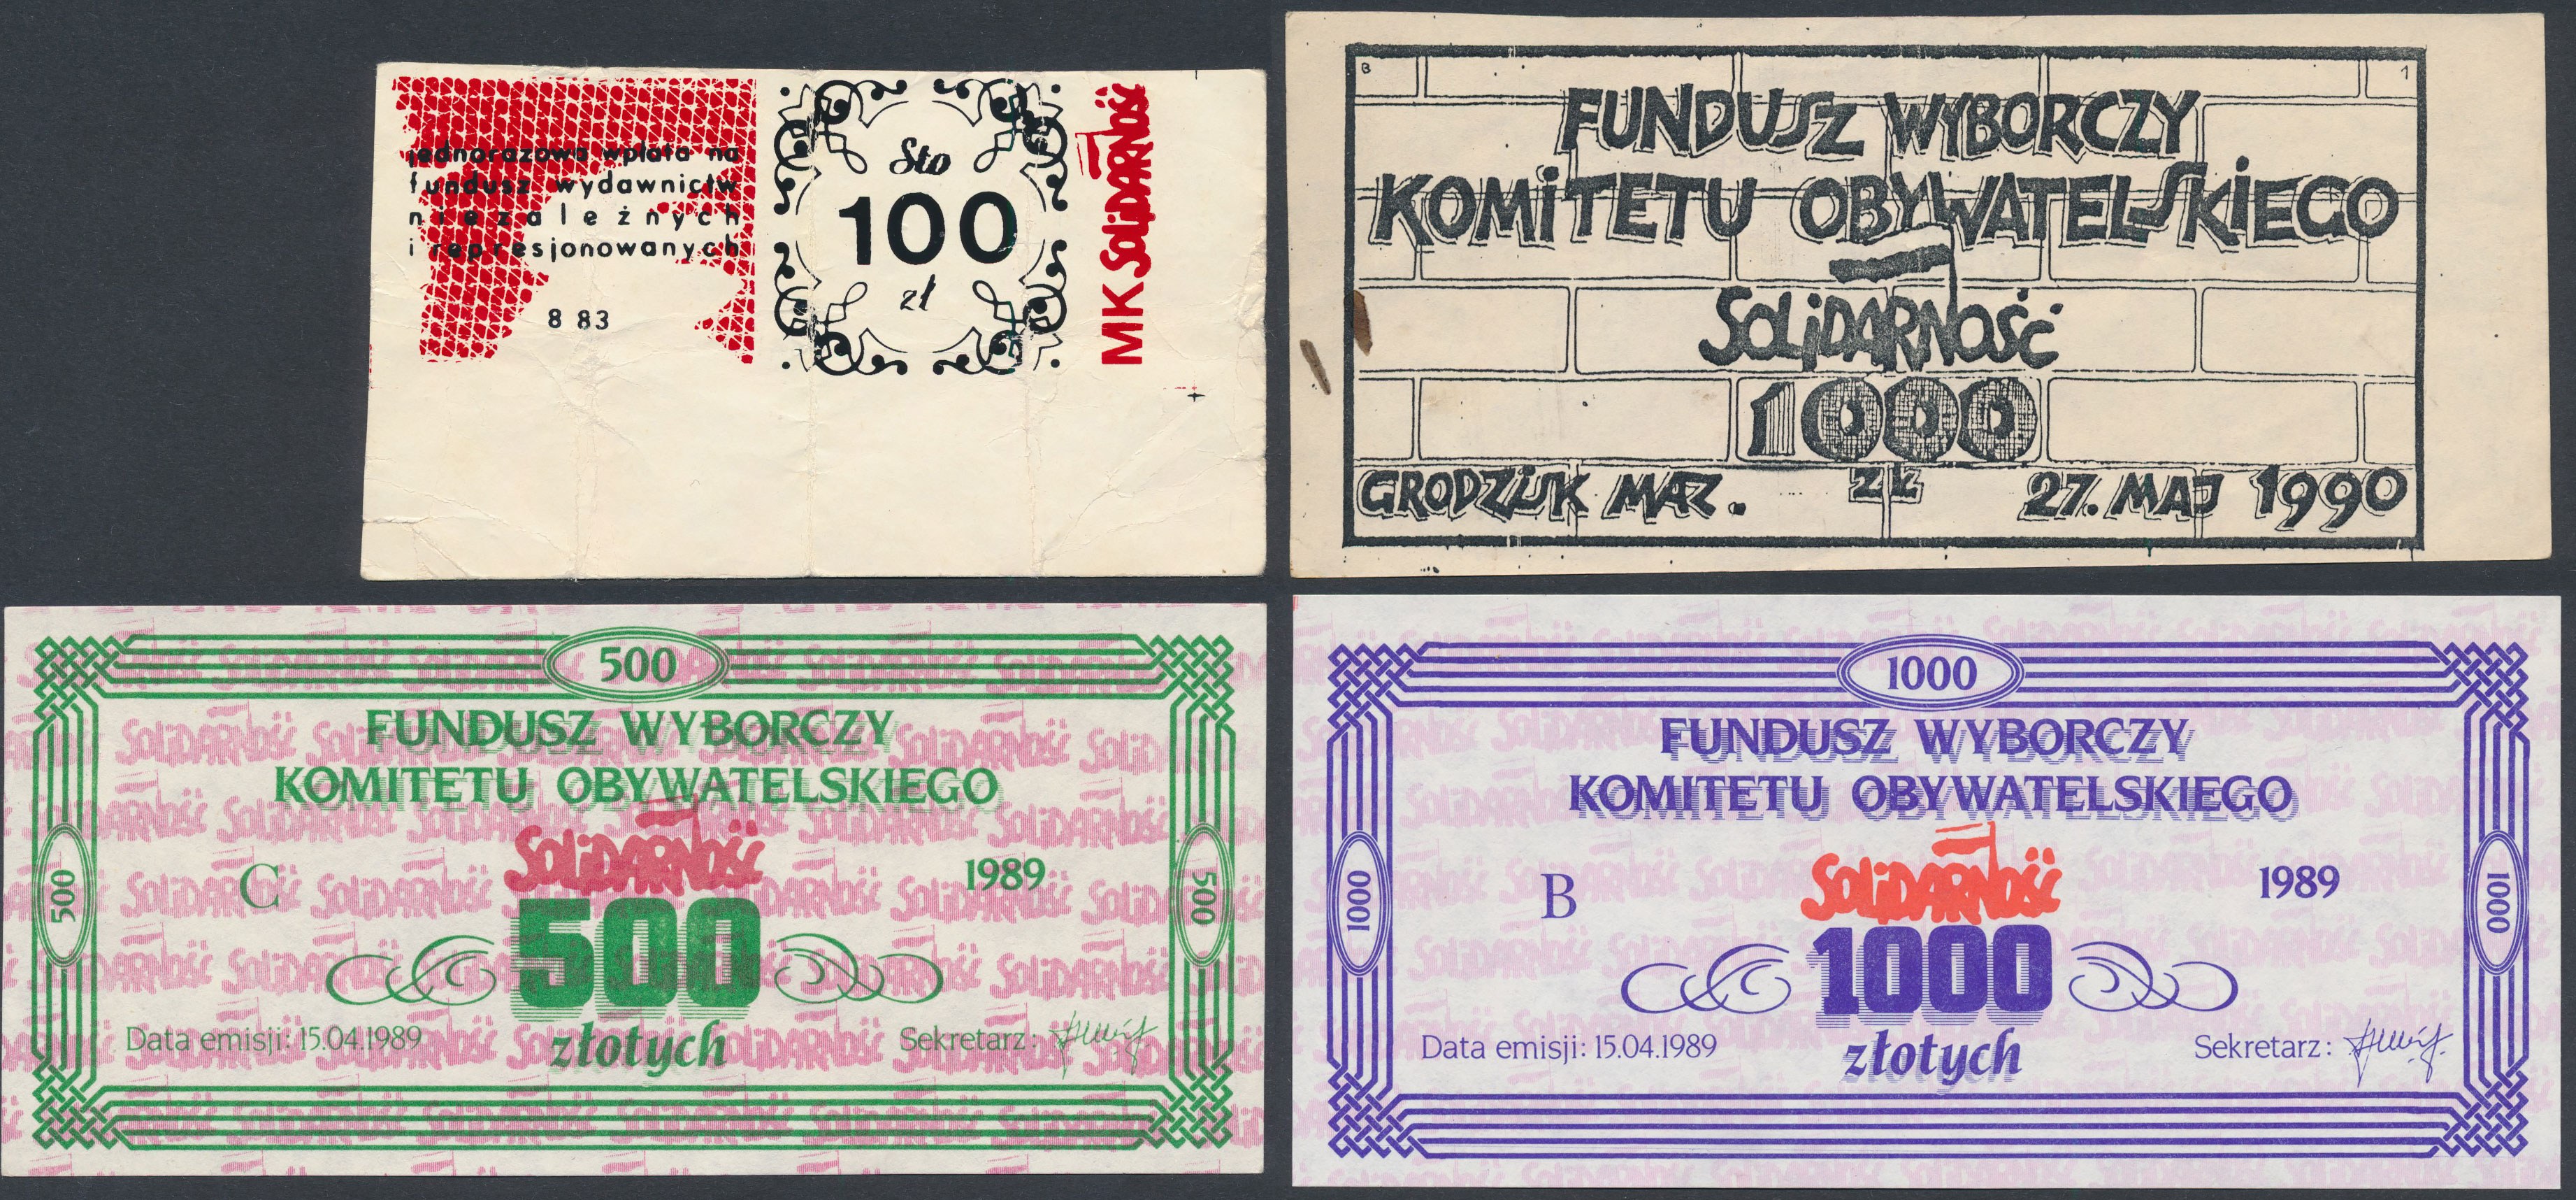 jednorazowa wpłata na
fundusz wydawnictw
niezależnych
i represjonowanych
8 83
Sto
100
zł
MK SOLiDARNOŚĆ
B
1
FUNDUSZ WYBORCZY
KOMiTETU OBYWATELSKiEGO
SOLiDARNOŚĆ
1000
zł
GRODZiSK MAZ.
27. MAJ 1990
500
FUNDUSZ WYBORCZY
KOMITETU OBYWATELSKIEGO
SOLiDARNOŚĆ
C
1989
500
500
500
złotych
Data emisji: 15.04.1989
Sekretarz:
1000
FUNDUSZ WYBORCZY
KOMITETU OBYWATELSKIEGO
SOLiDARNOŚĆ
B
1989
1000
1000
1000
złotych
Data emisji: 15.04.1989
Sekretarz: